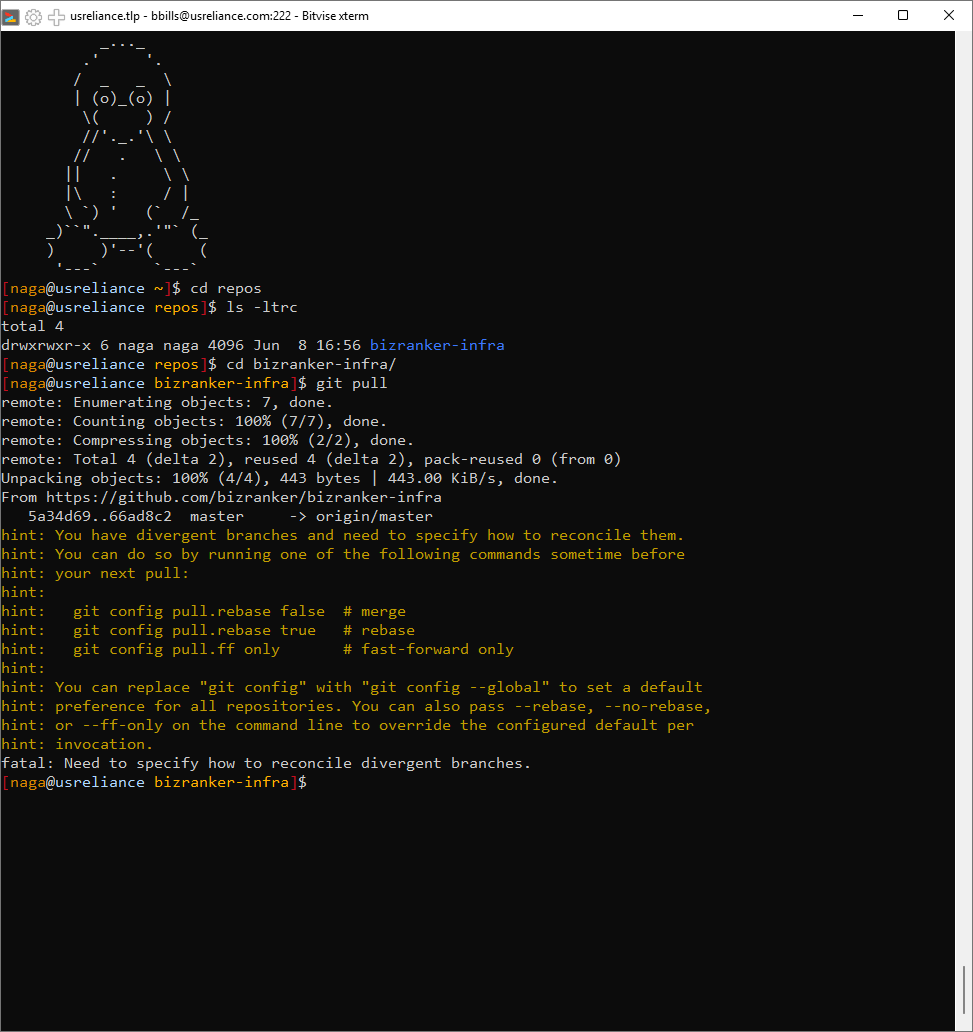 usreliance.tlp - bbills@usreliance.com:222 - Bitvise xterm
         _..._
       .'     '.
      /  _   _  \
      | (o)_(o) |
       \(     ) /
       //'._.'\ \
      //   .   \ \
     ||   .     \ \
     |\   :     / |
     \ `) '   (`  /_
   _)``".____,.'"` (_
   )     )'--'(     (
    '---`      `---`
[naga@usreliance ~]$ cd repos
[naga@usreliance repos]$ ls -ltrc
total 4
drwxrwxr-x 6 naga naga 4096 Jun  8 16:56 bizranker-infra
[naga@usreliance repos]$ cd bizranker-infra/
[naga@usreliance bizranker-infra]$ git pull
remote: Enumerating objects: 7, done.
remote: Counting objects: 100% (7/7), done.
remote: Compressing objects: 100% (2/2), done.
remote: Total 4 (delta 2), reused 4 (delta 2), pack-reused 0 (from 0)
Unpacking objects: 100% (4/4), 443 bytes | 443.00 KiB/s, done.
From https://github.com/bizranker/bizranker-infra
   5a34d69..66ad8c2  master     -> origin/master
hint: You have divergent branches and need to specify how to reconcile them.
hint: You can do so by running one of the following commands sometime before
hint: your next pull:
hint:
hint:   git config pull.rebase false  # merge
hint:   git config pull.rebase true   # rebase
hint:   git config pull.ff only       # fast-forward only
hint:
hint: You can replace "git config" with "git config --global" to set a default
hint: preference for all repositories. You can also pass --rebase, --no-rebase,
hint: or --ff-only on the command line to override the configured default per
hint: invocation.
fatal: Need to specify how to reconcile divergent branches.
[naga@usreliance bizranker-infra]$